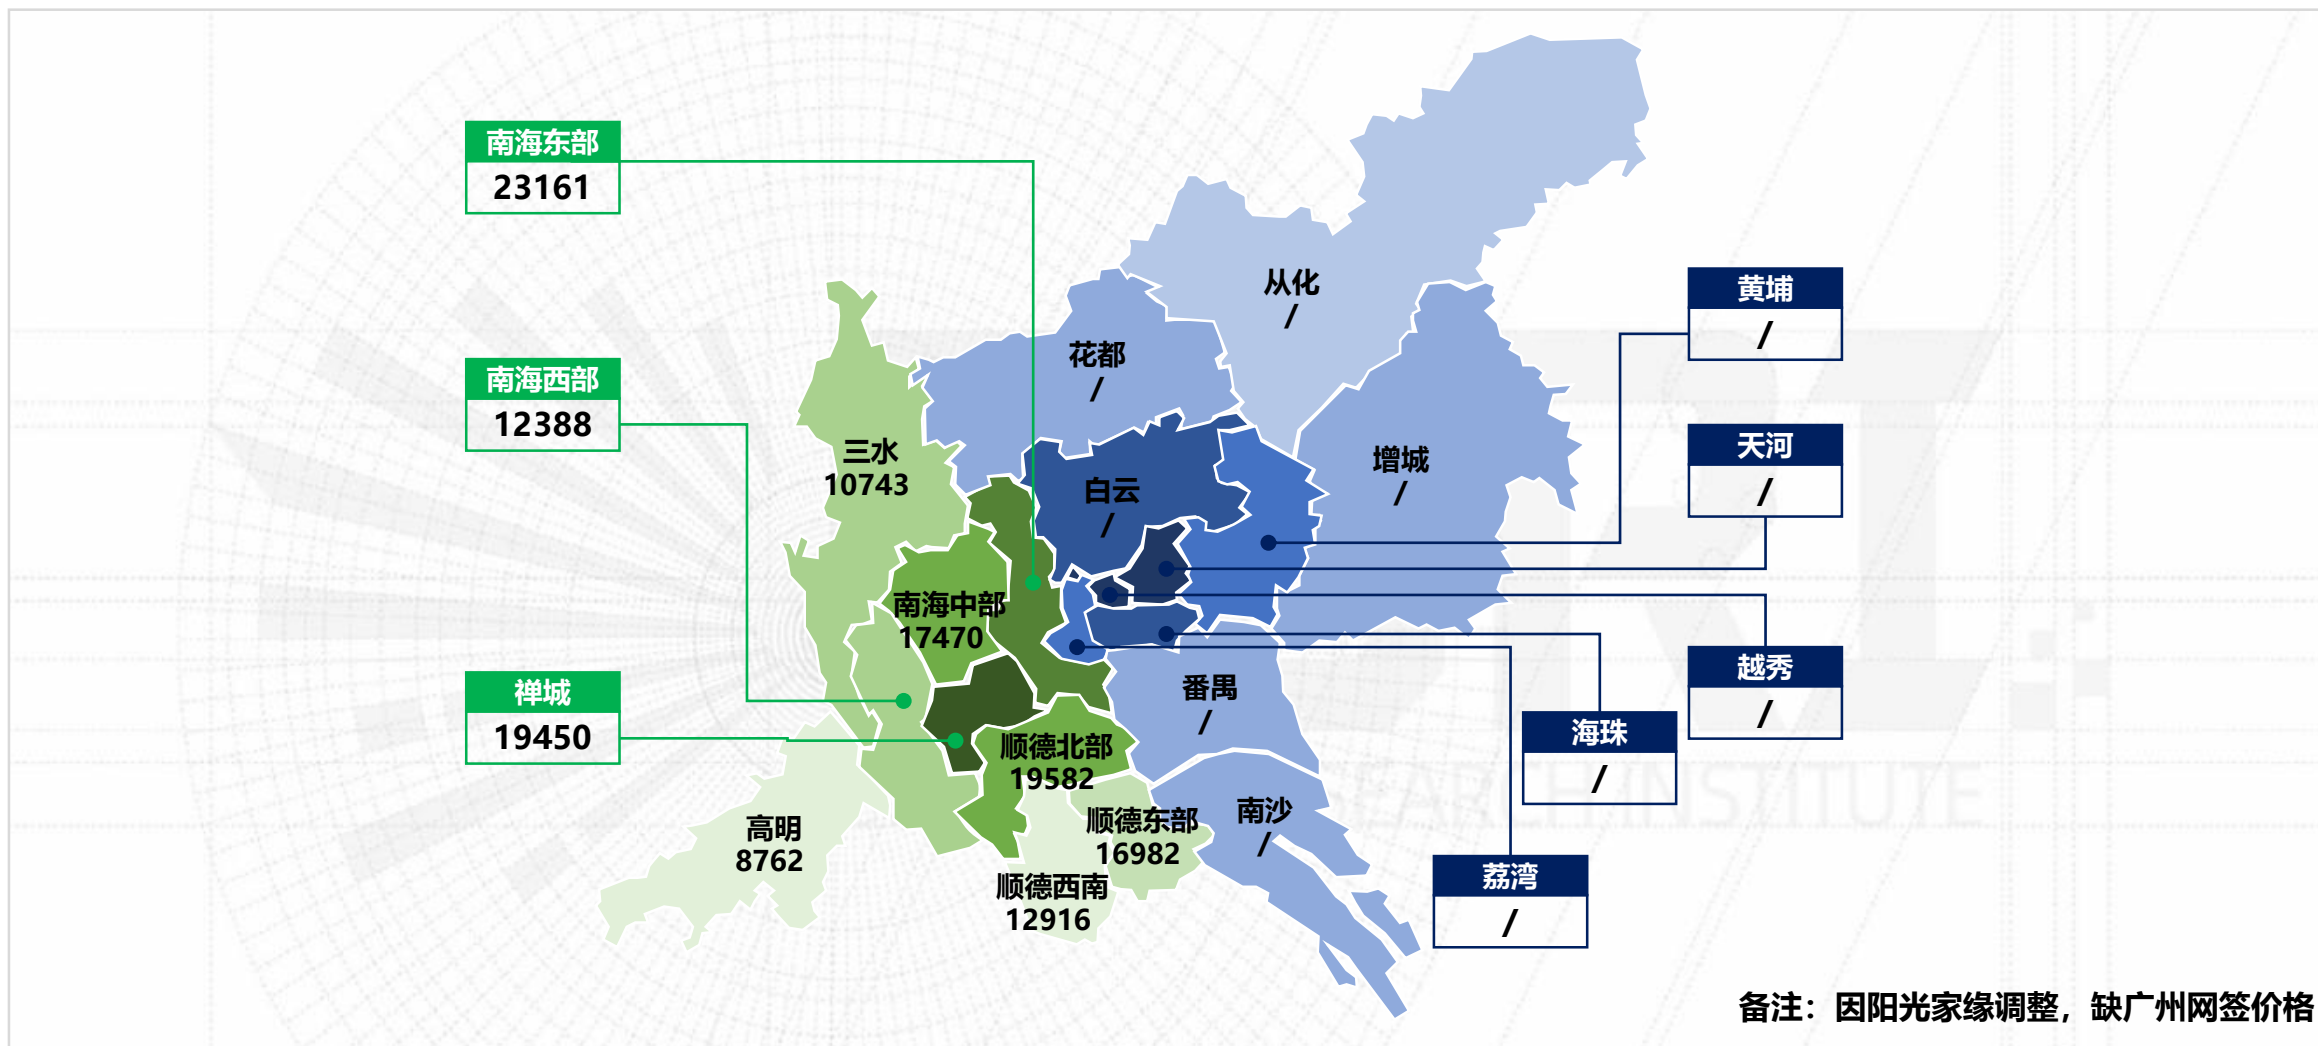 南海东部
23161
南海西部
12388
禅城
19450
从化
/
花都
/
增城
/
白云
/
三水
10743
南海中部
17470
番禺
/
顺德北部
19582
顺德东部
16982
南沙
/
高明
8762
顺德西南
12916
黄埔
/
天河
/
越秀
/
海珠
/
荔湾
/
备注：因阳光家缘调整，缺广州网签价格